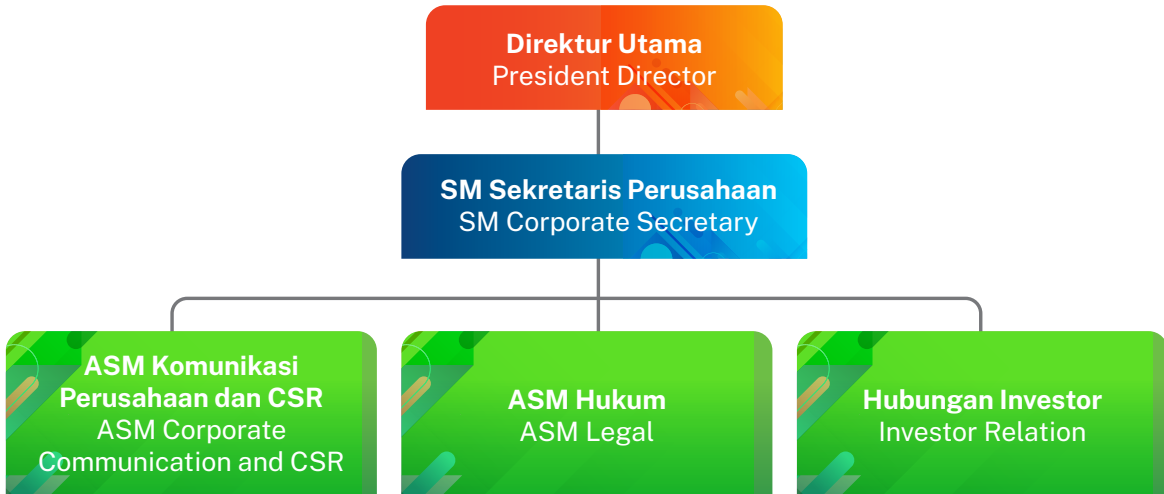 Direktur Utama
President Director
SM Sekretaris Perusahaan
SM Corporate Secretary
ASM Komunikasi
Perusahaan dan CSR
ASM Corporate
Communication and CSR
ASM Hukum
ASM Legal
Hubungan Investor
Investor Relation